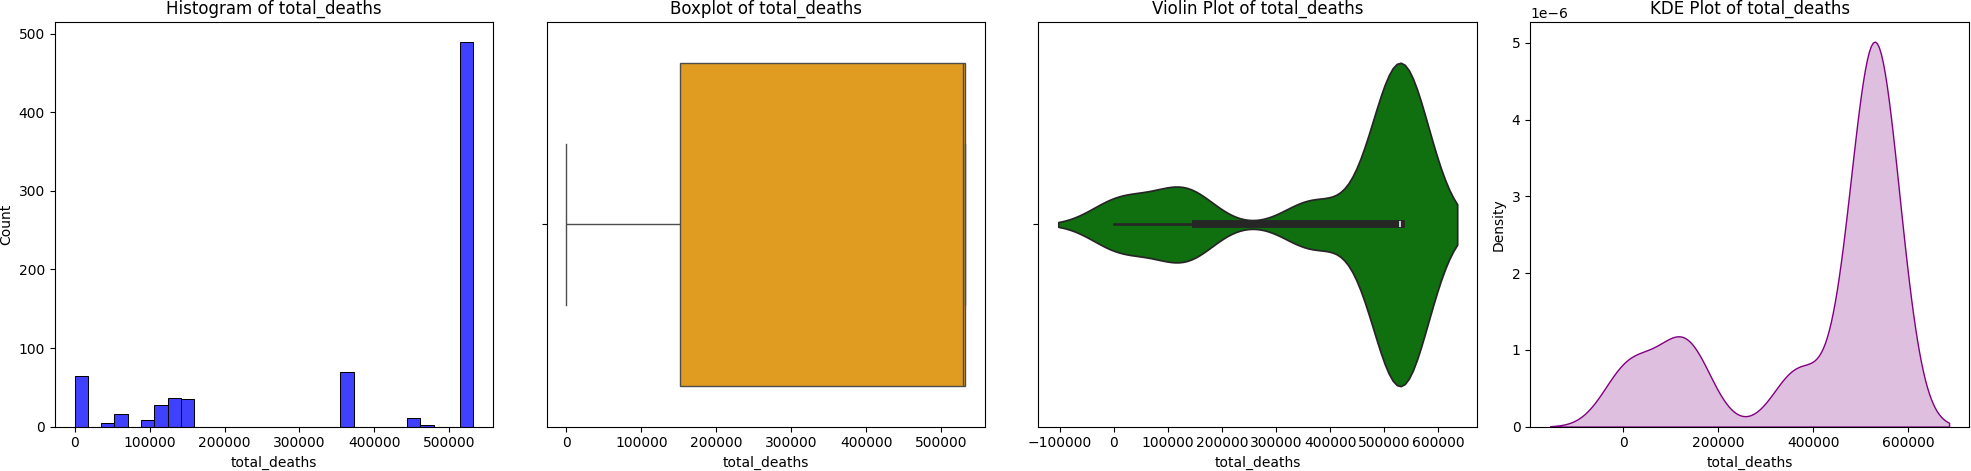 Histogram of total_deaths
500
400
300
200
100
0
Count
0 100000 200000 300000 400000 500000
total_deaths
Boxplot of total_deaths
0 100000 200000 300000 400000 500000
total_deaths
Violin Plot of total_deaths
−100000 0 100000 200000 300000 400000 500000 600000
total_deaths
KDE Plot of total_deaths
1e−6
5
4
3
2
1
0
Density
0 200000 400000 600000
total_deaths